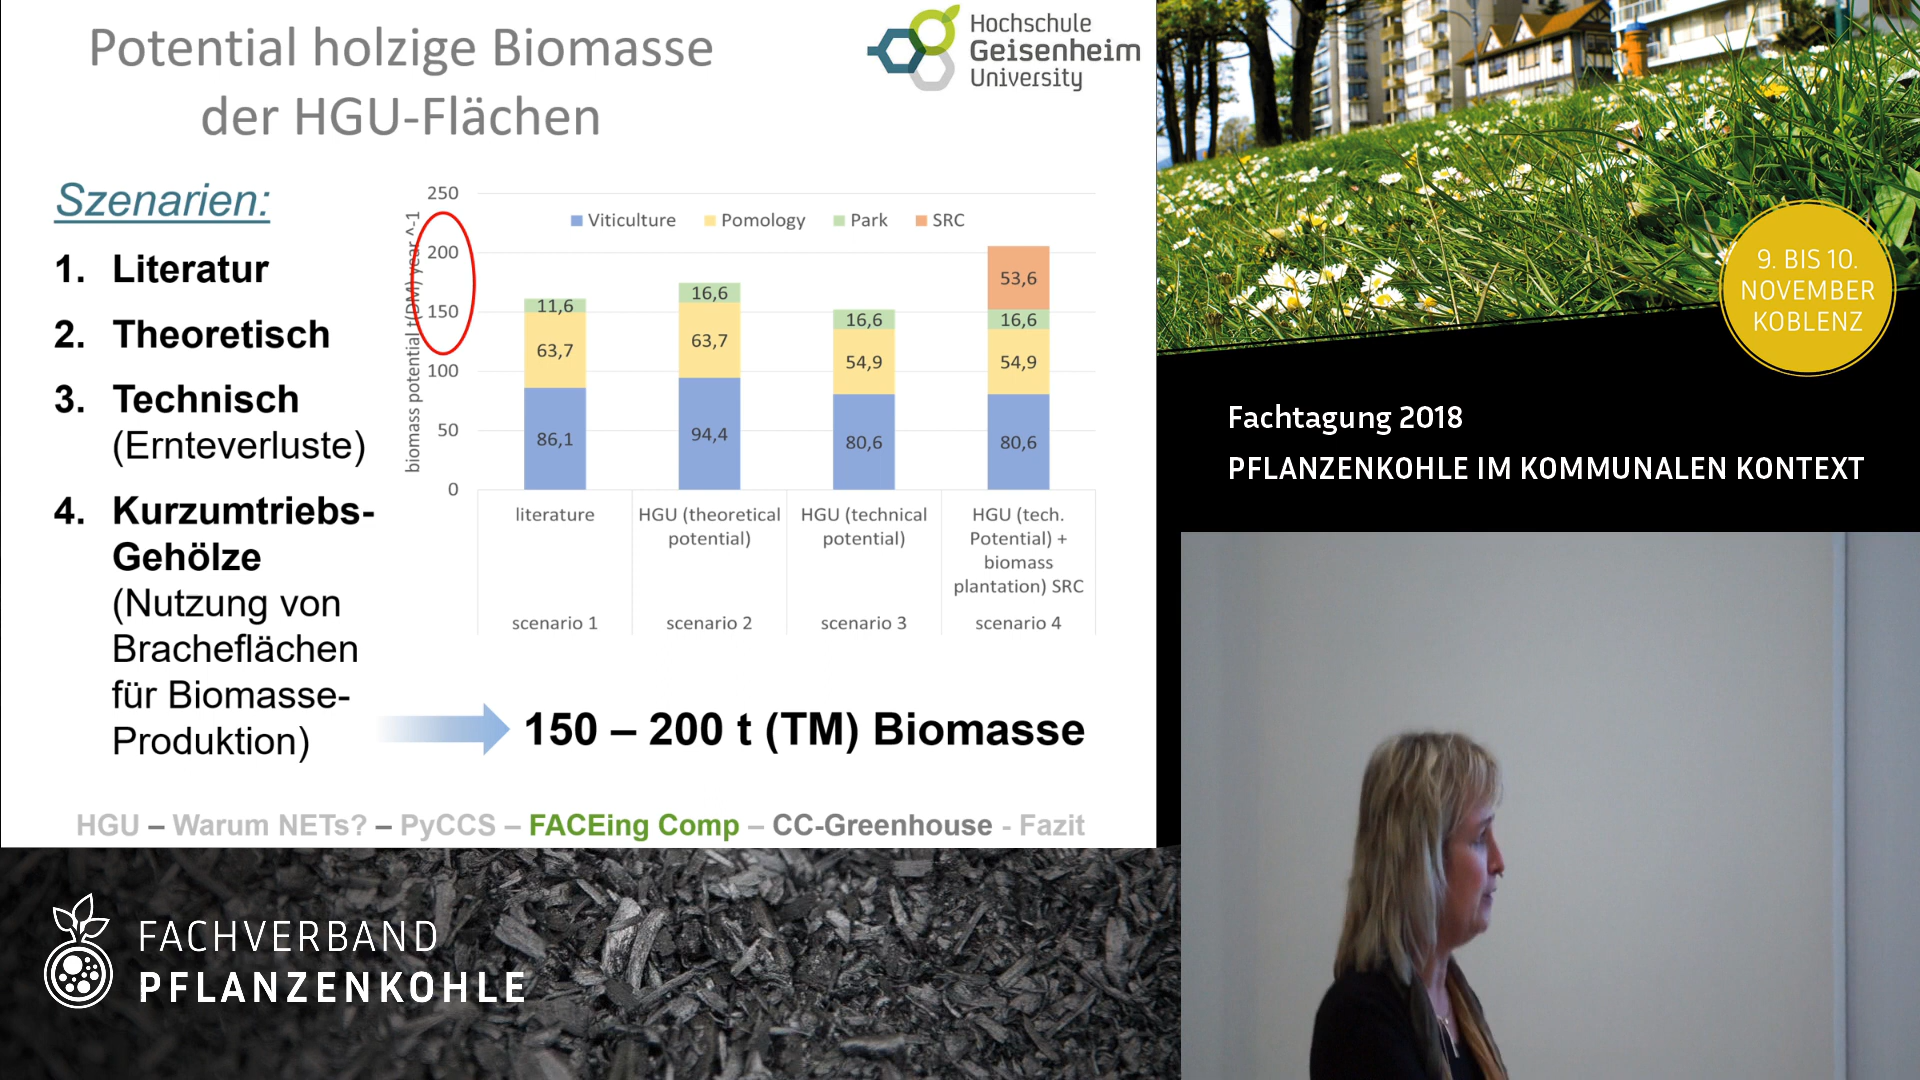 Potential holzige Biomasse
der HGU-Flächen
Hochschule
Geisenheim
University
Szenarien:
1. Literatur
2. Theoretisch
3. Technisch
(Ernteverluste)
4. Kurzumtriebs-
Gehölze
(Nutzung von
Bracheflächen
für Biomasse-
Produktion)
biomass potential t(DM) year ^-1
250
200
150
100
50
0
Viticulture
Pomology
Park
SRC
11,6
63,7
86,1
16,6
63,7
94,4
16,6
54,9
80,6
53,6
16,6
54,9
80,6
literature
HGU (theoretical
potential)
HGU (technical
potential)
HGU (tech.
Potential) +
biomass
plantation) SRC
scenario 1
scenario 2
scenario 3
scenario 4
150 – 200 t (TM) Biomasse
HGU – Warum NETs? – PyCCS – FACEing Comp – CC-Greenhouse - Fazit
9. BIS 10.
NOVEMBER
KOBLENZ
Fachtagung 2018
PFLANZENKOHLE IM KOMMUNALEN KONTEXT
FACHVERBAND
PFLANZENKOHLE